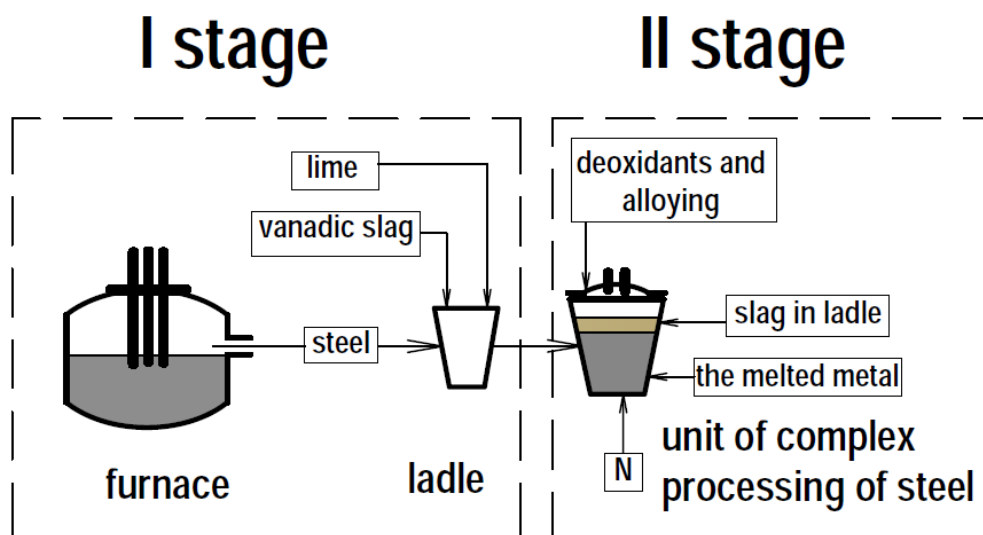 I stage
II stage
lime
vanadic slag
steel
furnace
ladle
deoxidants and
alloying
slag in ladle
the melted metal
N
unit of complex
processing of steel